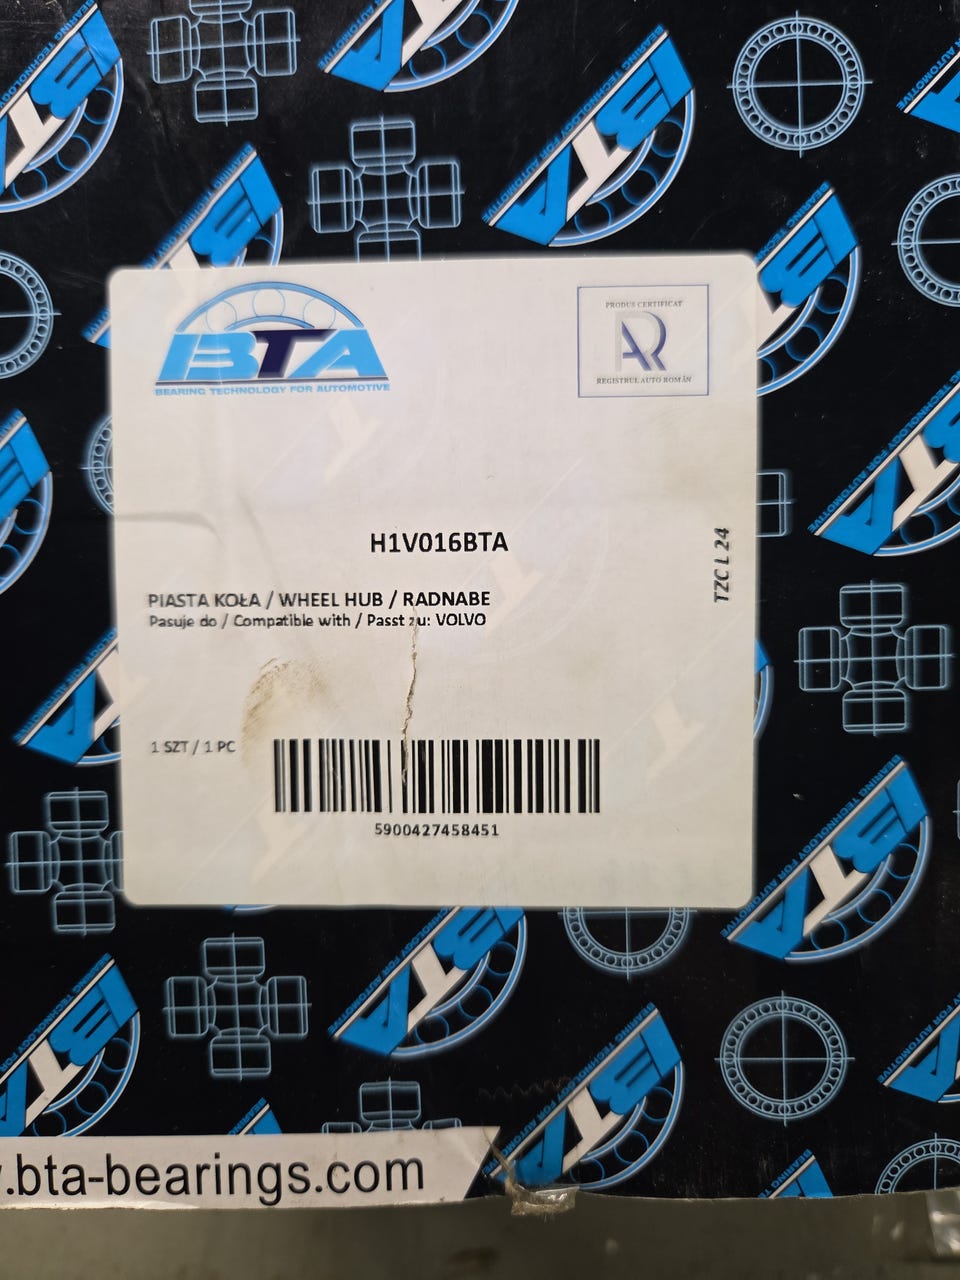 BTA
BEARING TECHNOLOGY FOR AUTOMOTIVE
PRODUS CERTIFICAT
AR
REGISTRUL AUTO ROMÂN
H1V016BTA
TZC L 24
PIASTA KOŁA / WHEEL HUB / RADNABE
Pasuje do / Compatible with / Passt zu: VOLVO
1 SZT / 1 PC
5900427458451
.bta-bearings.com